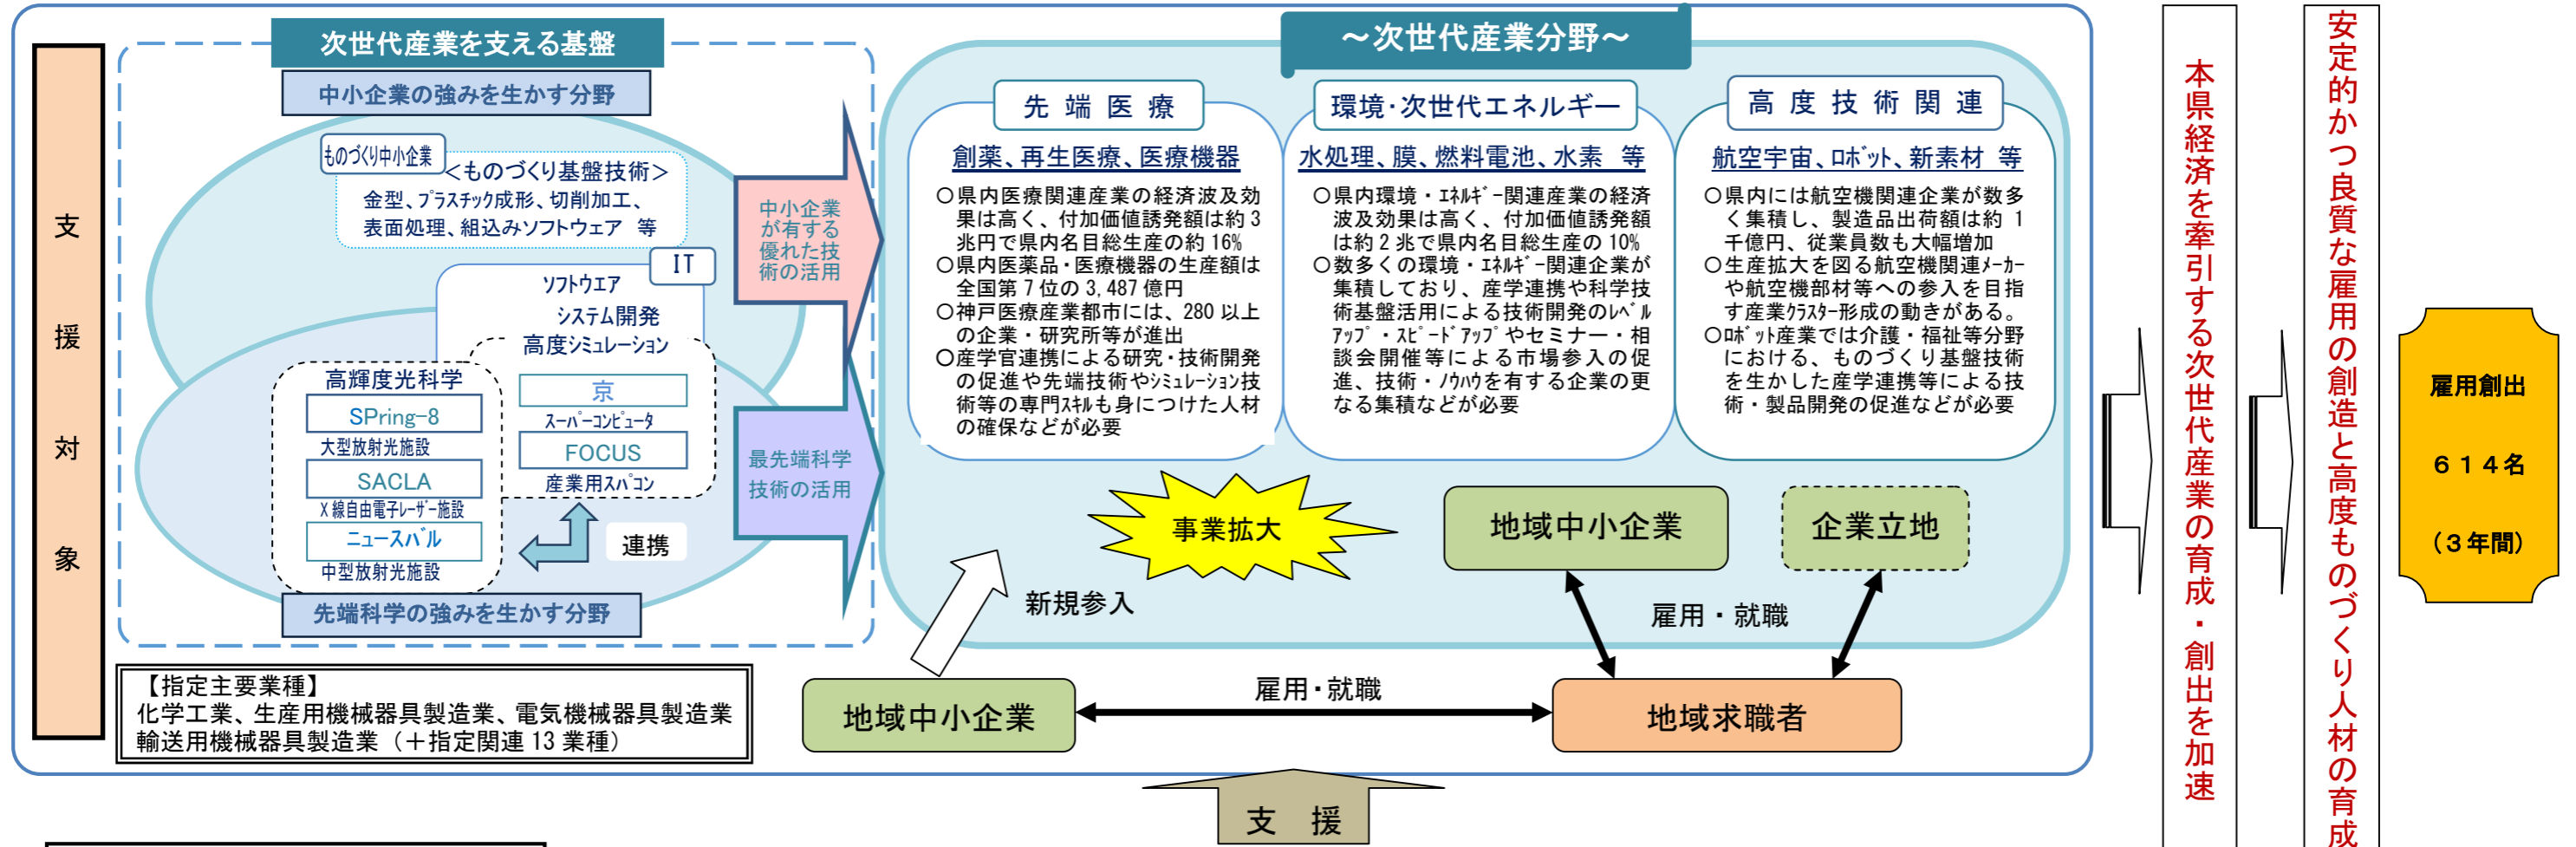 支援対象
次世代産業を支える基盤
中小企業の強みを生かす分野
ものづくり中小企業
＜ものづくり基盤技術＞
金型、プラスチック成形、切削加工、
表面処理、組込みソフトウェア 等
IT
ソフトウエア
システム開発
高度シミュレーション
京
スーパーコンピュータ
FOCUS
産業用スパコン
高輝度光科学
SPring-8
大型放射光施設
SACLA
X線自由電子レーザー施設
ニュースバル
中型放射光施設
連携
先端科学の強みを生かす分野
中小企業
が有する
優れた技
術の活用
最先端科学
技術の活用
【指定主要業種】
化学工業、生産用機械器具製造業、電気機械器具製造業
輸送用機械器具製造業（＋指定関連 13 業種）
～次世代産業分野～
先端医療
創薬、再生医療、医療機器
○県内医療関連産業の経済波及効
果は高く、付加価値誘発額は約３
兆円で県内名目総生産の約 16%
○県内医薬品・医療機器の生産額は
全国第７位の 3,487 億円
○神戸医療産業都市には、280 以上
の企業・研究所等が進出
○産学官連携による研究・技術開発
の促進や先端技術やシミュレーション技
術等の専門スキルも身につけた人材
の確保などが必要
環境・次世代エネルギー
水処理、膜、燃料電池、水素 等
○県内環境・エネルギー関連産業の経済
波及効果は高く、付加価値誘発額
は約２兆で県内名目総生産の 10%
○数多くの環境・エネルギー関連企業が
集積しており、産学連携や科学技
術基盤活用による技術開発のレベル
アップ・スピードアップやセミナー・相
談会開催等による市場参入の促
進、技術・ノウハウを有する企業の更
なる集積などが必要
高度技術関連
航空宇宙、ロボット、新素材 等
○県内には航空機関連企業が数多
く集積し、製造品出荷額は約 1
千億円、従業員数も大幅増加
○生産拡大を図る航空機関連メーカー
や航空機部材等への参入を目指
す産業クラスター形成の動きがある。
○ロボット産業では介護・福祉等分野
における、ものづくり基盤技術
を生かした産学連携等による技
術・製品開発の促進などが必要
事業拡大
地域中小企業
企業立地
新規参入
雇用・就職
地域中小企業
雇用・就職
地域求職者
支 援
本県経済を牽引する次世代産業の育成・創出を加速
安定的かつ良質な雇用の創造と高度ものづくり人材の育成
雇用創出
６１４名
（３年間）